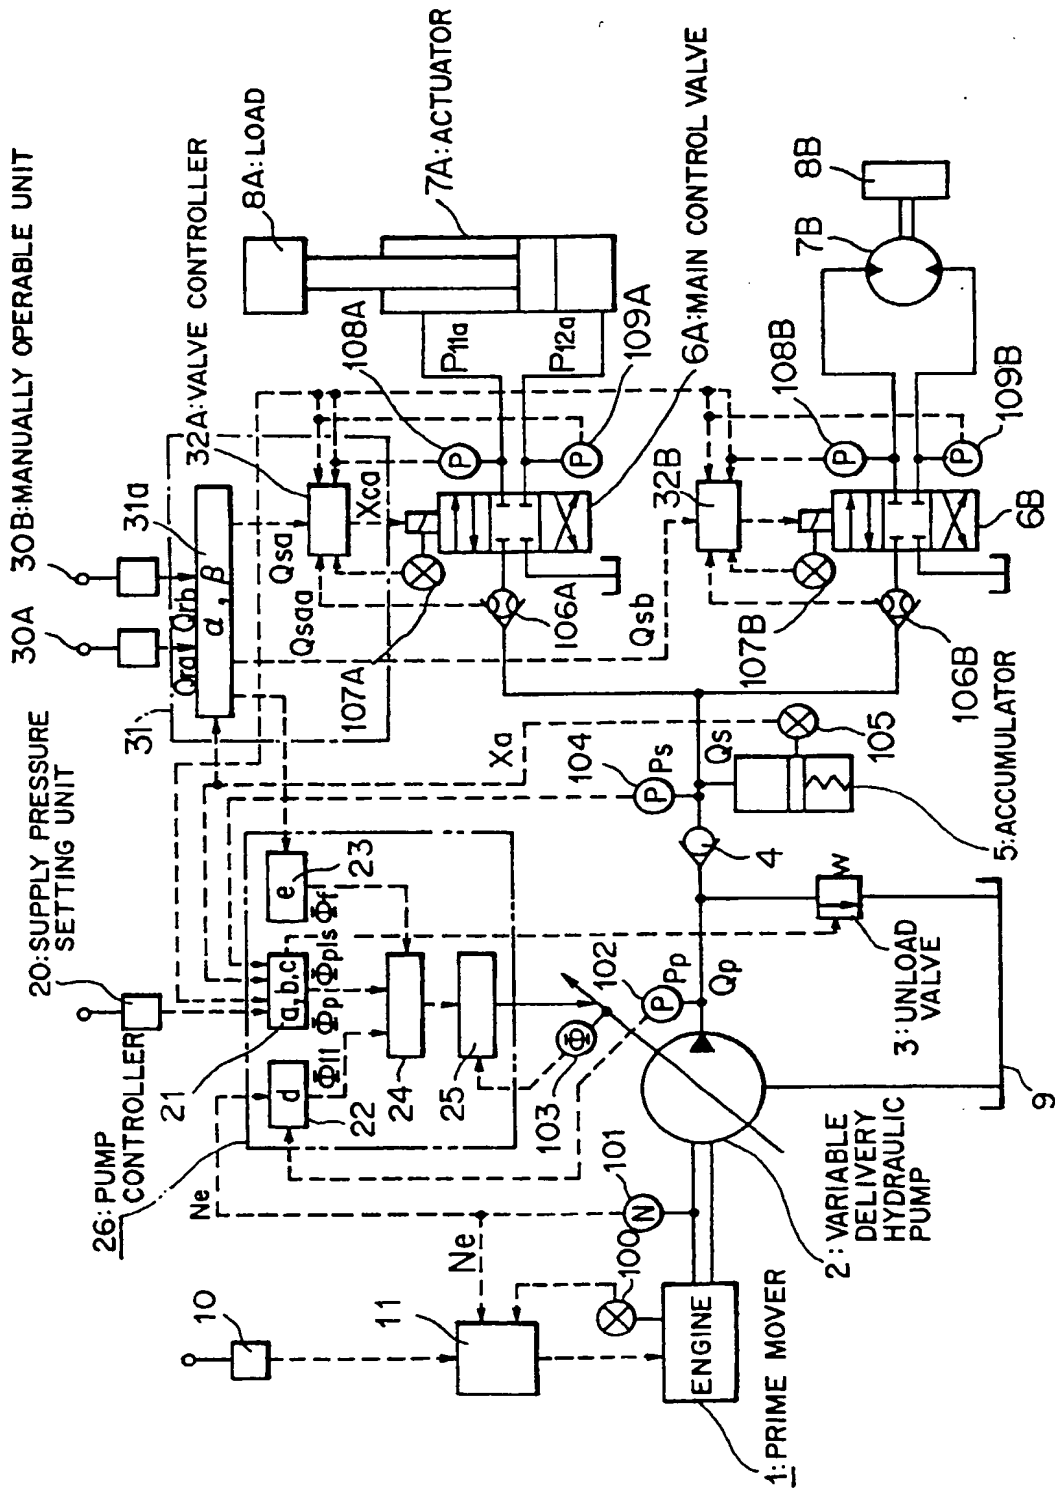 30B:MANUALLY OPERABLE UNIT
30A
20:SUPPLY PRESSURE
SETTING UNIT
26:PUMP
CONTROLLER
10
11
Ne
Ne
21
22
d
Φll
a,b,c
Φp
Φpls
e
23
Φf
24
25
31
31a
Qra
Qrb
α, β
32A:VALVE CONTROLLER
8A:LOAD
7A:ACTUATOR
Qsa
Xca
Qsaa
107A
106A
108A
P11a
P12a
109A
6A:MAIN CONTROL VALVE
Qsb
32B
107B
106B
108B
109B
6B
7B
8B
Xa
104
P
Ps
Qs
105
5:ACCUMULATOR
4
W
3:UNLOAD
VALVE
102
P
Pp
Qp
103
Φ
101
N
100
ENGINE
1:PRIME MOVER
2:VARIABLE
DELIVERY
HYDRAULIC
PUMP
9
P
P
P
P